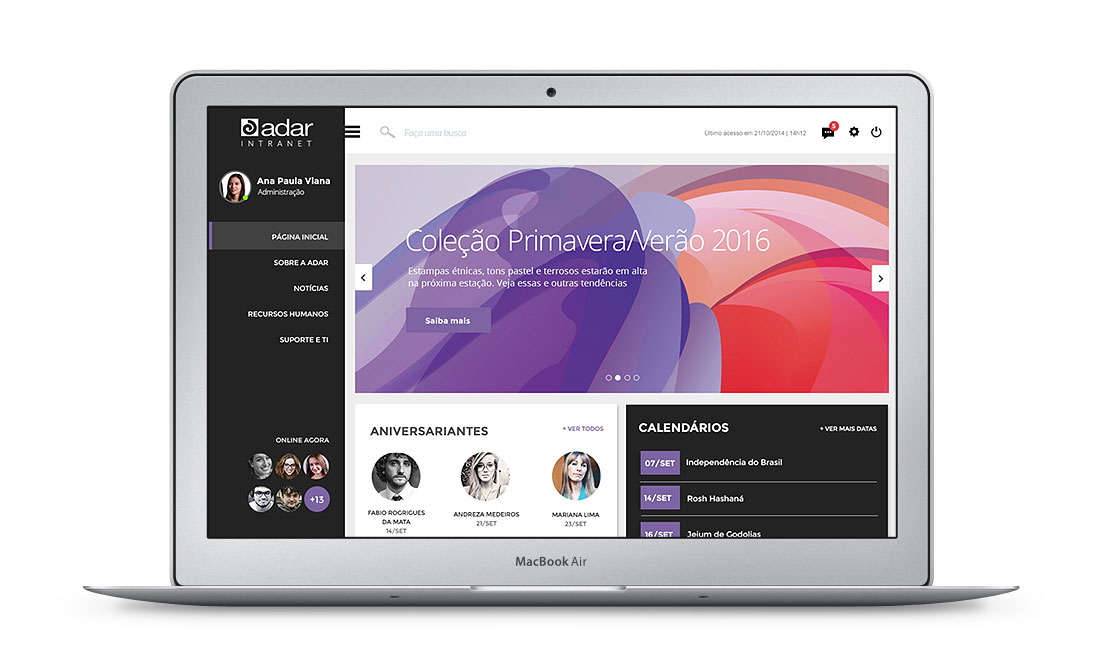 adar
INTRANET
Ana Paula Viana
Administração
PÁGINA INICIAL
SOBRE A ADAR
NOTÍCIAS
RECURSOS HUMANOS
SUPORTE E TI
ONLINE AGORA
+13
Faça uma busca
Último acesso em 21/10/2014 | 14h12
5
Coleção Primavera/Verão 2016
Estampas étnicas, tons pastel e terrosos estarão em alta
na próxima estação. Veja essas e outras tendências
Saiba mais
ANIVERSARIANTES
+ VER TODOS
FABIO RORIGUES
DA MATA
14/SET
ANDREZA MEDEIROS
21/SET
MARIANA LIMA
23/SET
CALENDÁRIOS
+ VER MAIS DATAS
07/SET Independência do Brasil
14/SET Rosh Hashaná
16/SET Jejum de Godolias
MacBook Air